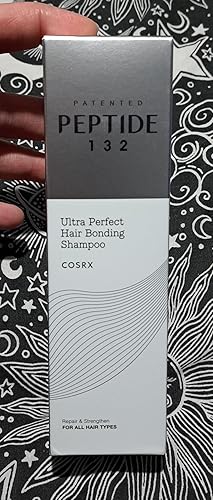 PATENTED
PEPTIDE
132
Ultra Perfect
Hair Bonding
Shampoo
COSRX
Repair & Strengthen
FOR ALL HAIR TYPES